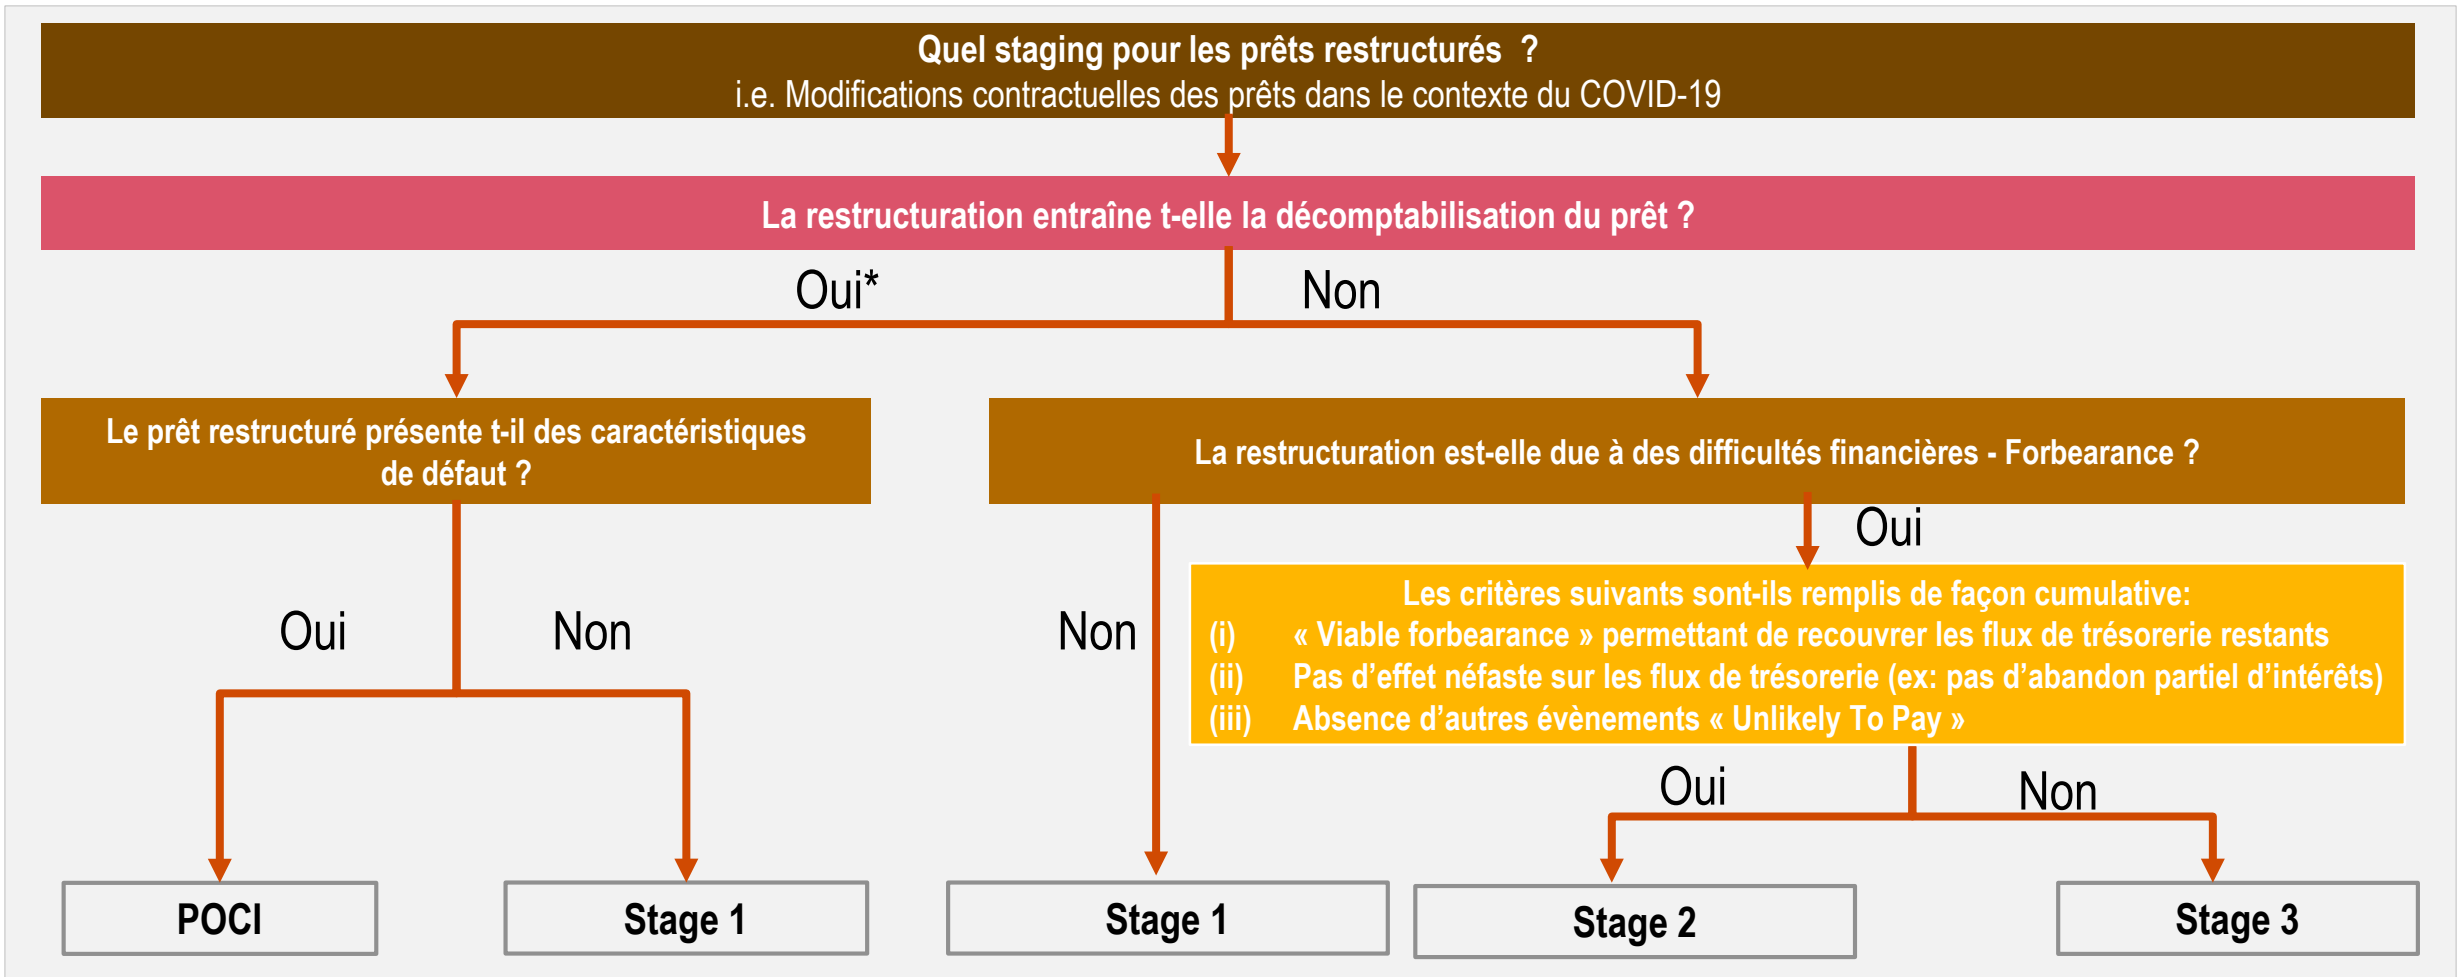 Quel staging pour les prêts restructurés ?
i.e. Modifications contractuelles des prêts dans le contexte du COVID-19
La restructuration entraîne t-elle la décomptabilisation du prêt ?
Oui*
Non
Le prêt restructuré présente t-il des caractéristiques
de défaut ?
La restructuration est-elle due à des difficultés financières - Forbearance ?
Oui
Les critères suivants sont-ils remplis de façon cumulative:
(i) « Viable forbearance » permettant de recouvrer les flux de trésorerie restants
(ii) Pas d’effet néfaste sur les flux de trésorerie (ex: pas d’abandon partiel d’intérêts)
(iii) Absence d’autres évènements « Unlikely To Pay »
Oui
Non
Non
Oui
Non
POCI
Stage 1
Stage 1
Stage 2
Stage 3